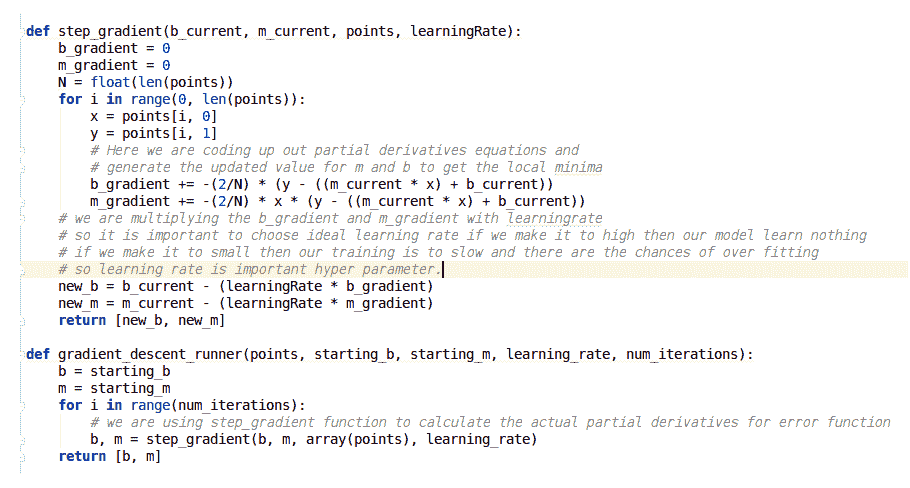 def step_gradient(b_current, m_current, points, learningRate):
    b_gradient = 0
    m_gradient = 0
    N = float(len(points))
    for i in range(0, len(points)):
        x = points[i, 0]
        y = points[i, 1]
        # Here we are coding up out partial derivatives equations and
        # generate the updated value for m and b to get the local minima
        b_gradient += -(2/N) * (y - ((m_current * x) + b_current))
        m_gradient += -(2/N) * x * (y - ((m_current * x) + b_current))
    # we are multiplying the b_gradient and m_gradient with learningrate
    # so it is important to choose ideal learning rate if we make it to high then our model learn nothing
    # if we make it to small then our training is to slow and there are the chances of over fitting
    # so learning rate is important hyper parameter.
    new_b = b_current - (learningRate * b_gradient)
    new_m = m_current - (learningRate * m_gradient)
    return [new_b, new_m]

def gradient_descent_runner(points, starting_b, starting_m, learning_rate, num_iterations):
    b = starting_b
    m = starting_m
    for i in range(num_iterations):
        # we are using step_gradient function to calculate the actual partial derivatives for error function
        b, m = step_gradient(b, m, array(points), learning_rate)
    return [b, m]